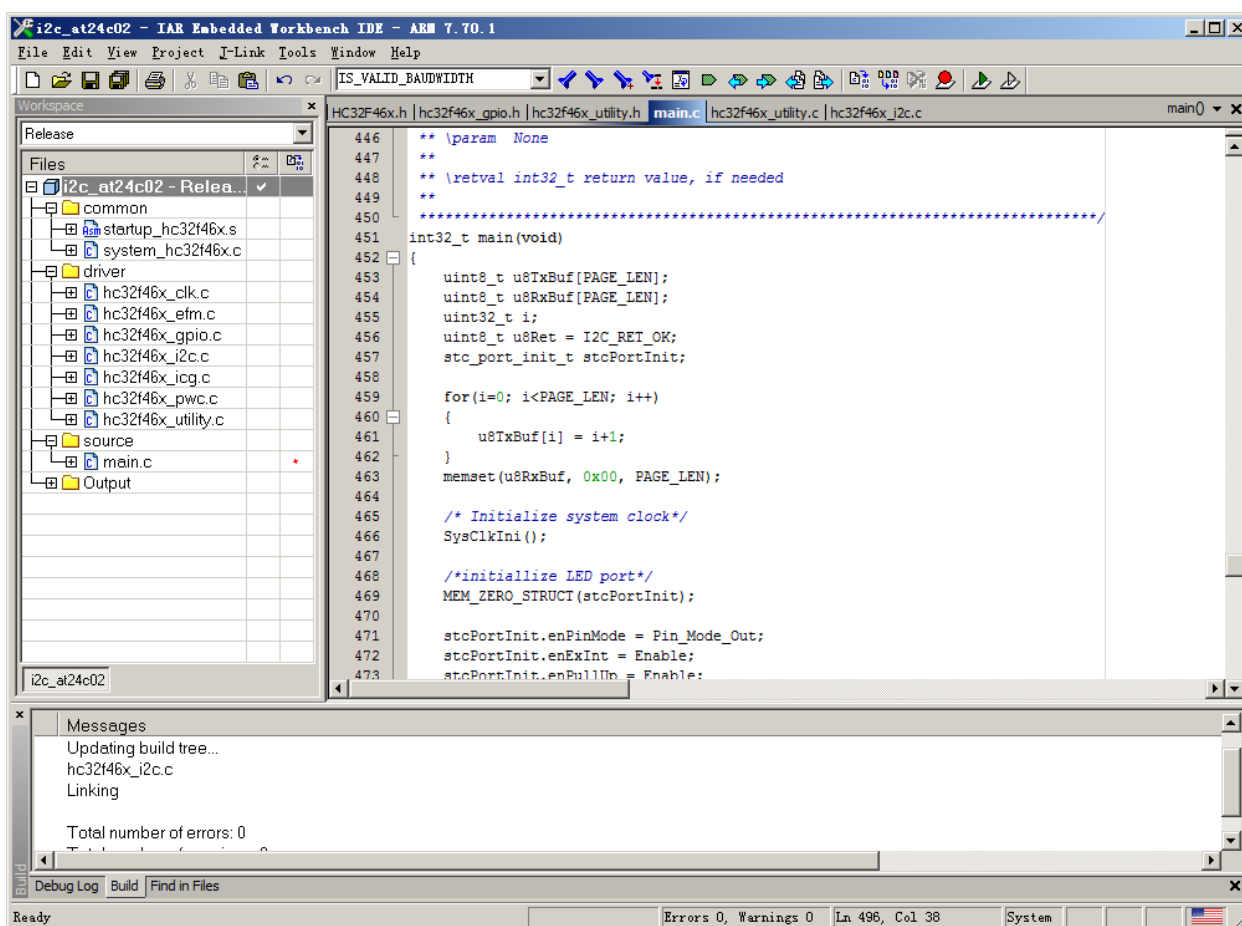 i2c_at24c02 - IAR Embedded Workbench IDE - ARM 7.70.1
File Edit View Project J-Link Tools Window Help
IS_VALID_BAUDWIDTH
Workspace
Release
Files
i2c_at24c02 - Relea...
common
startup_hc32f46x.s
system_hc32f46x.c
driver
hc32f46x_clk.c
hc32f46x_efm.c
hc32f46x_gpio.c
hc32f46x_i2c.c
hc32f46x_icg.c
hc32f46x_pwc.c
hc32f46x_utility.c
source
main.c *
Output
i2c_at24c02
HC32F46x.h | hc32f46x_gpio.h | hc32f46x_utility.h main.c hc32f46x_utility.c | hc32f46x_i2c.c main()
446 ** \param None
447 **
448 ** \retval int32_t return value, if needed
449 **
450 ******************************************************************************/
451 int32_t main(void)
452 {
453 uint8_t u8TxBuf[PAGE_LEN];
454 uint8_t u8RxBuf[PAGE_LEN];
455 uint32_t i;
456 uint8_t u8Ret = I2C_RET_OK;
457 stc_port_init_t stcPortInit;
458
459 for(i=0; i<PAGE_LEN; i++)
460 {
461 u8TxBuf[i] = i+1;
462 }
463 memset(u8RxBuf, 0x00, PAGE_LEN);
464
465 /* Initialize system clock*/
466 SysClkIni();
467
468 /*initiallize LED port*/
469 MEM_ZERO_STRUCT(stcPortInit);
470
471 stcPortInit.enPinMode = Pin_Mode_Out;
472 stcPortInit.enExInt = Enable;
473 stcPortInit.enPullUp = Enable;
Messages
Updating build tree...
hc32f46x_i2c.c
Linking
Total number of errors: 0
Build
Debug Log Build Find in Files
Ready Errors 0, Warnings 0 Ln 496, Col 38 System